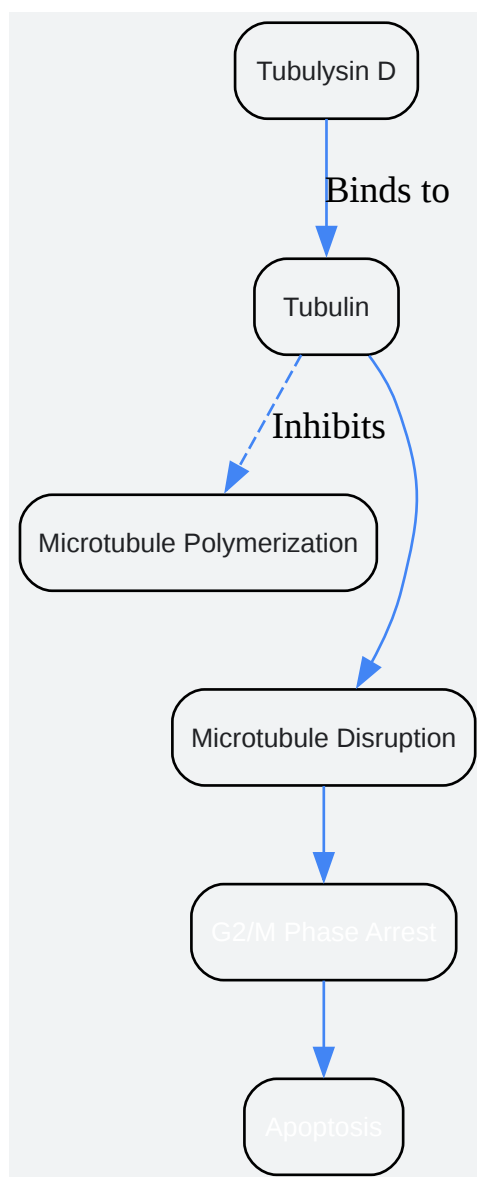 Tubulysin D
Binds to
Tubulin
Inhibits
Microtubule Polymerization
Microtubule Disruption
G2/M Phase Arrest
Apoptosis